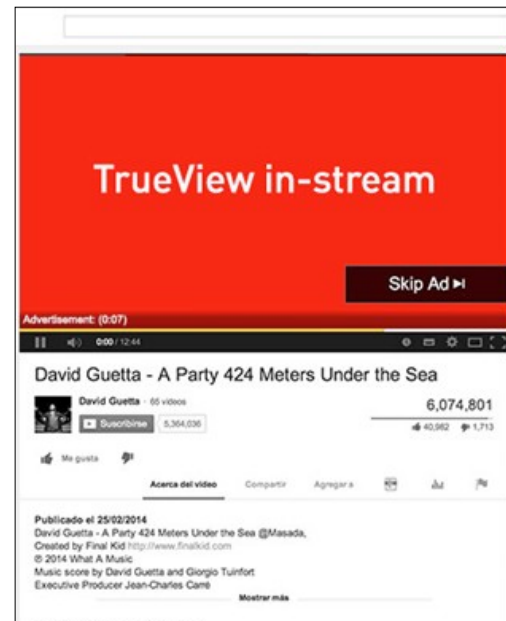 TrueView in-stream
Skip Ad
Advertisement: (0:07)
0:00 / 12:44
David Guetta - A Party 424 Meters Under the Sea
David Guetta · 65 videos
6,074,801
Suscribirse 5,364,036
40,962 1,713
Me gusta
Acerca del vídeo Compartir Agregar a
Publicado el 25/02/2014
David Guetta - A Party 424 Meters Under the Sea @Masada,
Created by Final Kid http://www.finalkid.com
℗ 2014 What A Music
Music score by David Guetta and Giorgio Tuinfort
Executive Producer Jean-Charles Carré
Mostrar más